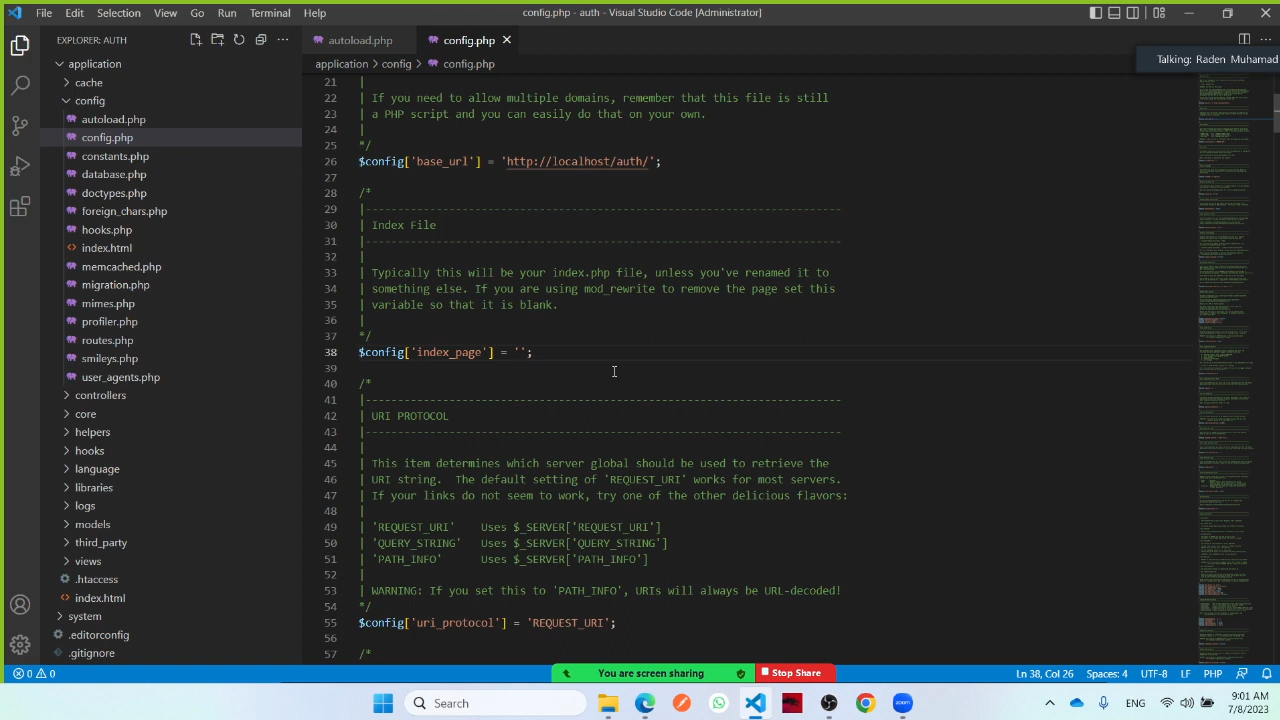 File Edit Selection View Go Run Terminal Help
config.php - auth - Visual Studio Code [Administrator]
EXPLORER: AUTH
autoload.php
config.php
application > config > config.php
Talking: Raden Muhamad
application
cache
config
autoload.php
config.php
constants.php
database.php
doctypes.php
foreign_chars.php
hooks.php
index.html
memcached.php
migration.php
mimes.php
profiler.php
routes.php
smileys.php
user_agents.php
controllers
core
helpers
hooks
language
logs
models
third_party
views
.htaccess
index.html
21 |
22 | If you need to allow multiple domains, remember that this file is still
23 | a PHP file and you can easily do that on your own.
24 |
25 */
26 $config['base_url'] = 'http://localhost/auth/';
27
28 /*
30 | Index File
31
32 |
33 | Typically this will be your index.php file, unless you've renamed it to
34 | something else. If you are using mod_rewrite to remove the page set this
35 | variable so that it is blank.
36 |
37 */
38 $config['index_page'] = '';
39
40 /*
41
42 | URI PROTOCOL
43
44 |
45 | This item determines which server global should be used to retrieve the
46 | URI string. The default setting of 'REQUEST_URI' works for most servers.
47 | If your links do not seem to work, try one of the other delicious flavors:
48 |
49 | 'REQUEST_URI' Uses $_SERVER['REQUEST_URI']
50 | 'QUERY_STRING' Uses $_SERVER['QUERY_STRING']
51 | 'PATH_INFO' Uses $_SERVER['PATH_INFO']
52 |
53 | WARNING: If you set this to 'PATH_INFO', URIs will always be URL-decoded!
54 */
55 $config['uri_protocol'] = 'REQUEST_URI';
56
57 /*
0 0
You are screen sharing
Stop Share
Ln 38, Col 26 Spaces: 4 UTF-8 LF PHP
Search
zoom
ENG
9:01 AM
7/8/2023